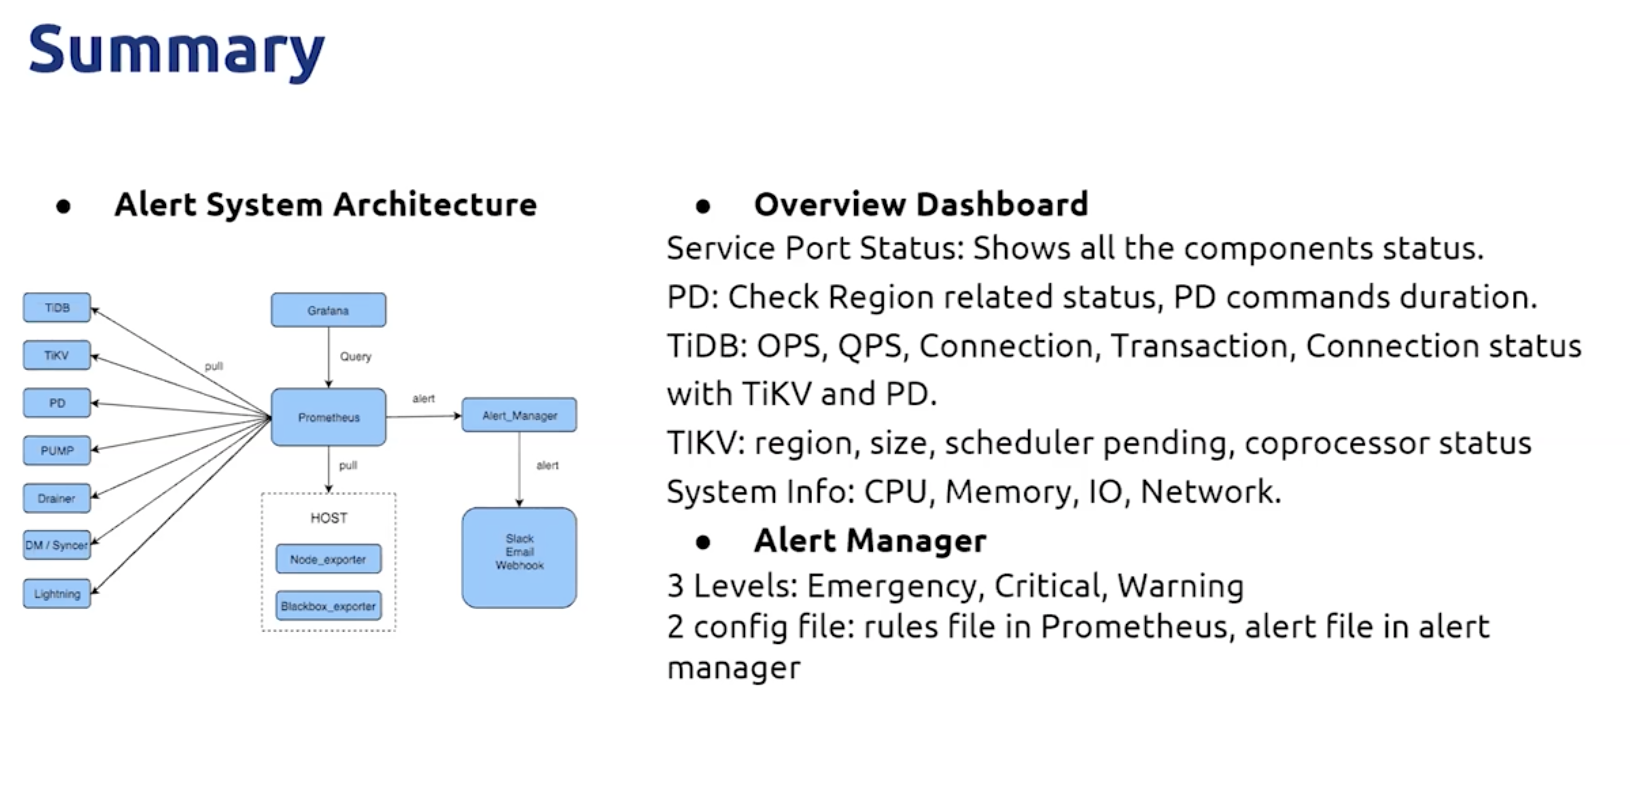 Summary
● Alert System Architecture
TiDB
TiKV
PD
PUMP
Drainer
DM / Syncer
Lightning
pull
Grafana
Query
Prometheus
pull
HOST
Node_exporter
Blackbox_exporter
alert
Alert_Manager
alert
Slack
Email
Webhook
● Overview Dashboard
Service Port Status: Shows all the components status.
PD: Check Region related status, PD commands duration.
TiDB: OPS, QPS, Connection, Transaction, Connection status
with TiKV and PD.
TIKV: region, size, scheduler pending, coprocessor status
System Info: CPU, Memory, IO, Network.
● Alert Manager
3 Levels: Emergency, Critical, Warning
2 config file: rules file in Prometheus, alert file in alert
manager